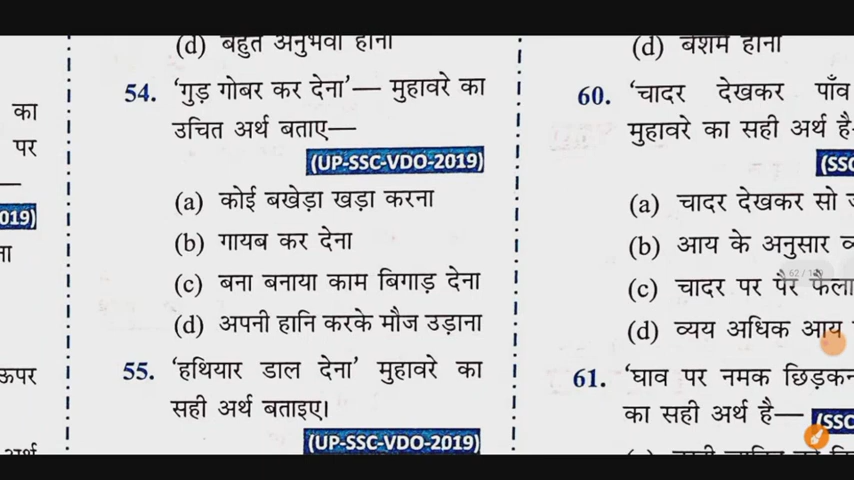 का
पर
019)
ऊपर
(d) बहुत अनुभवी होना
54. ‘गुड़ गोबर कर देना’— मुहावरे का
उचित अर्थ बताए—
(UP-SSC-VDO-2019)
(a) कोई बखेड़ा खड़ा करना
(b) गायब कर देना
(c) बना बनाया काम बिगाड़ देना
(d) अपनी हानि करके मौज उड़ाना
55. ‘हथियार डाल देना’ मुहावरे का
सही अर्थ बताइए।
(UP-SSC-VDO-2019)
(d) बेशर्म होना
60. ‘चादर देखकर पाँव
मुहावरे का सही अर्थ है—
(SSC
(a) चादर देखकर सो
(b) आय के अनुसार
62 /
(c) चादर पर पैर फैला
(d) व्यय अधिक आय
61. ‘घाव पर नमक छिड़कन
का सही अर्थ है—
(SSC